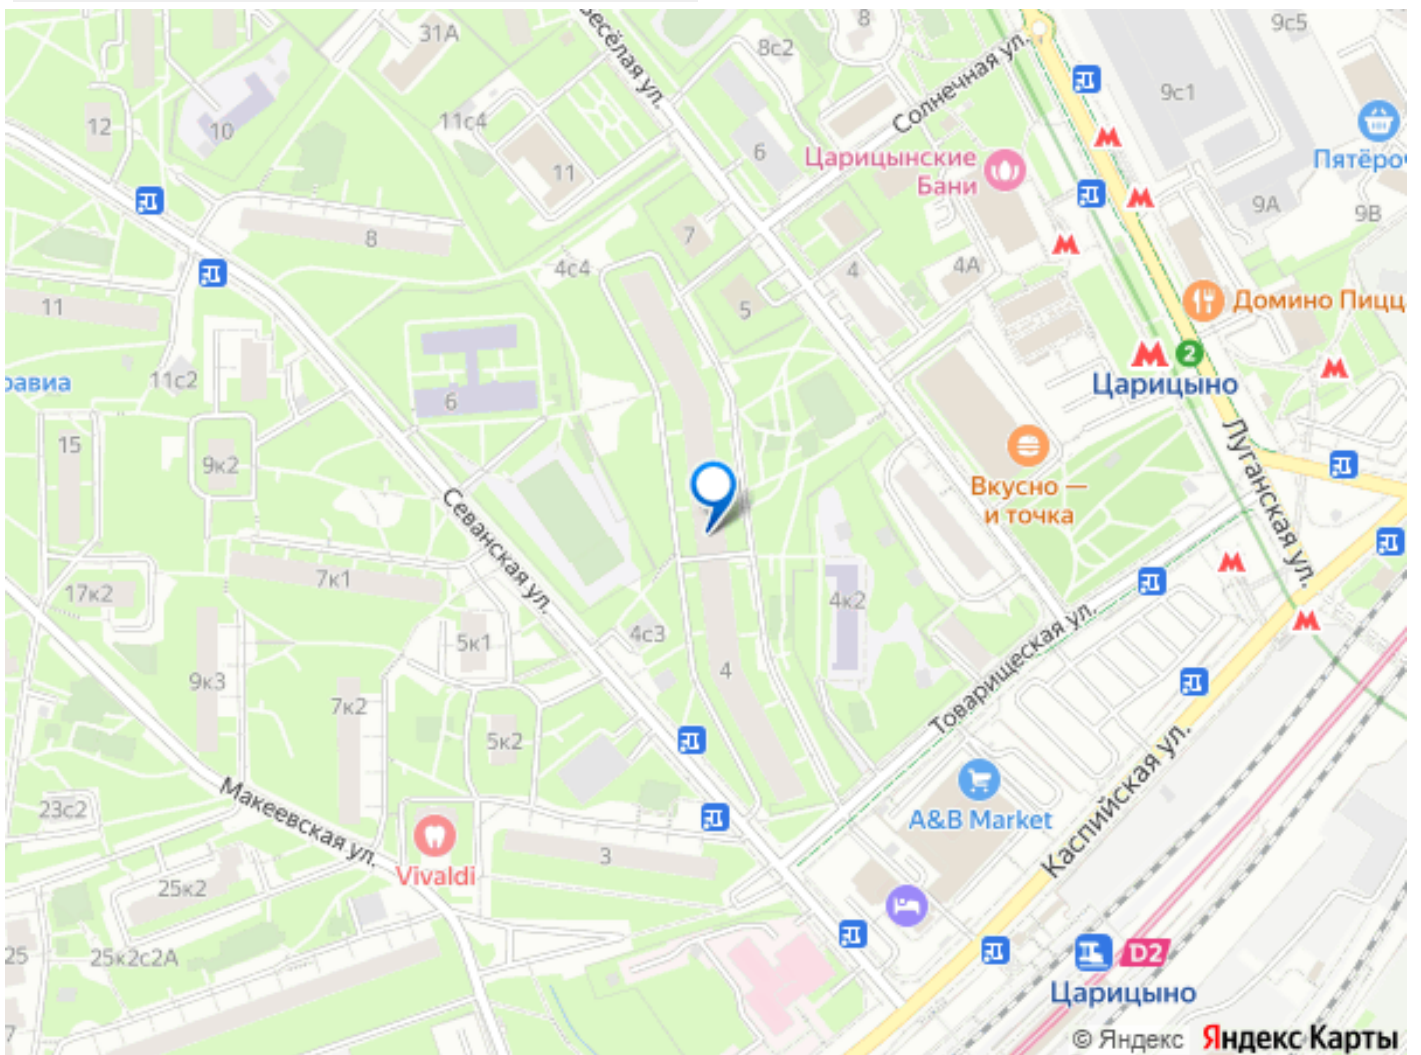 31А
8
8с2
9с5
Весёлая ул.
Солнечная ул.
9с1
12
10
11с4
6
11
Царицынские
Бани
Пятёроч
9А
9В
8
7
4с4
4
4А
5
11
Домино Пицц
2
Царицыно
равиа
11с2
6
15
9к2
Луганская ул.
Вкусно —
и точка
Севанская ул.
7к1
17к2
4к2
4с3
5к1
Товарищеская ул.
9к3
4
7к2
5к2
Каспийская ул.
23с2
Макеевская ул.
A&B Market
Vivaldi
3
25к2
25
25к2с2А
D2
Царицыно
7
© Яндекс Яндекс Карты